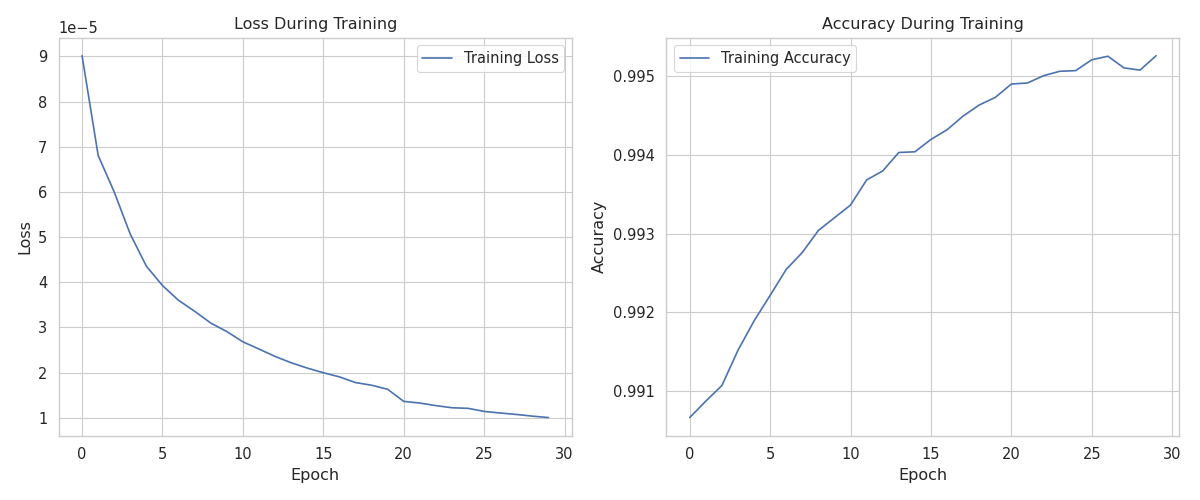 Loss During Training
1e−5
Training Loss
9
8
7
6
5
4
3
2
1
Loss
0 5 10 15 20 25 30
Epoch
Accuracy During Training
Training Accuracy
0.995
0.994
0.993
0.992
0.991
Accuracy
0 5 10 15 20 25 30
Epoch